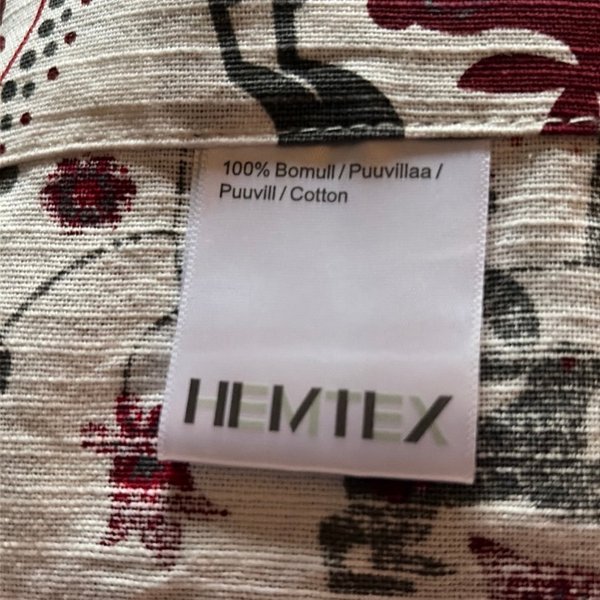 100% Bomull / Puuvillaa /
Puuvill / Cotton
HEMTEX